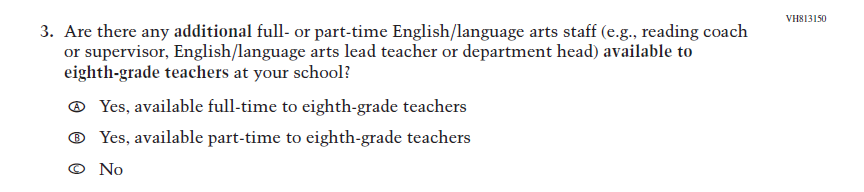 VH813150
3. Are there any additional full- or part-time English/language arts staff (e.g., reading coach
or supervisor, English/language arts lead teacher or department head) available to
eighth-grade teachers at your school?
A Yes, available full-time to eighth-grade teachers
B Yes, available part-time to eighth-grade teachers
C No